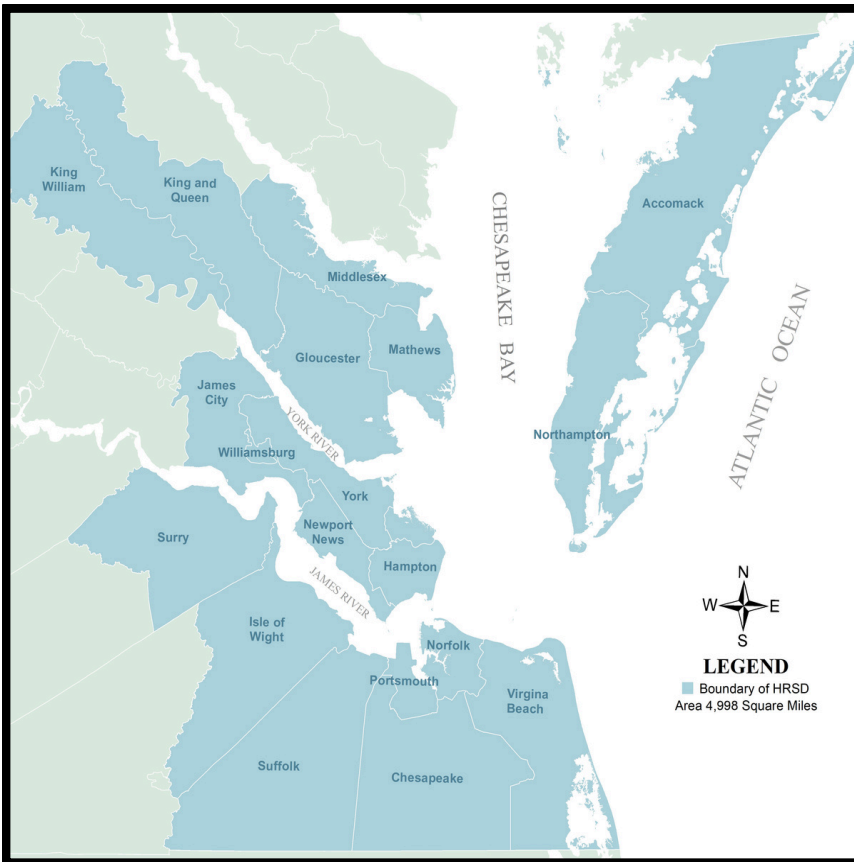 King
William
King and
Queen
Accomack
CHESAPEAKE BAY
Middlesex
Mathews
Gloucester
ATLANTIC OCEAN
James
City
YORK RIVER
Northampton
Williamsburg
York
Newport
News
Surry
Hampton
JAMES RIVER
Isle of
Wight
Norfolk
Portsmouth
Virgina
Beach
Suffolk
Chesapeake
N
W
E
S
LEGEND
Boundary of HRSD
Area 4,998 Square Miles